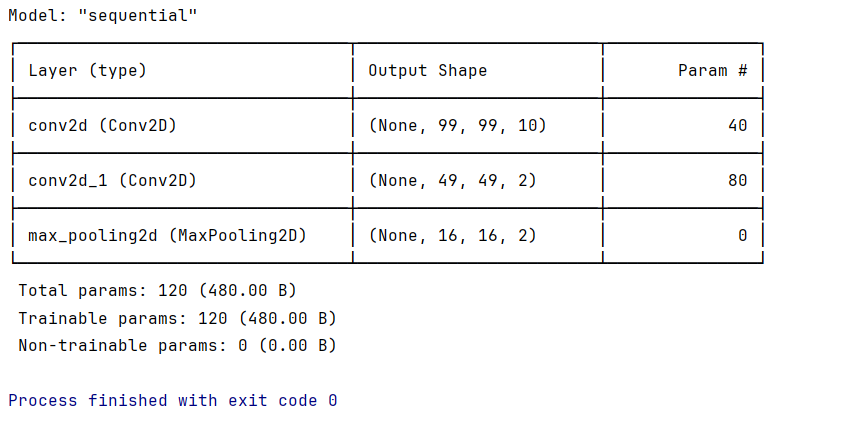 Model: "sequential"
Layer (type) Output Shape Param #
conv2d (Conv2D) (None, 99, 99, 10) 40
conv2d_1 (Conv2D) (None, 49, 49, 2) 80
max_pooling2d (MaxPooling2D) (None, 16, 16, 2) 0
Total params: 120 (480.00 B)
Trainable params: 120 (480.00 B)
Non-trainable params: 0 (0.00 B)
Process finished with exit code 0